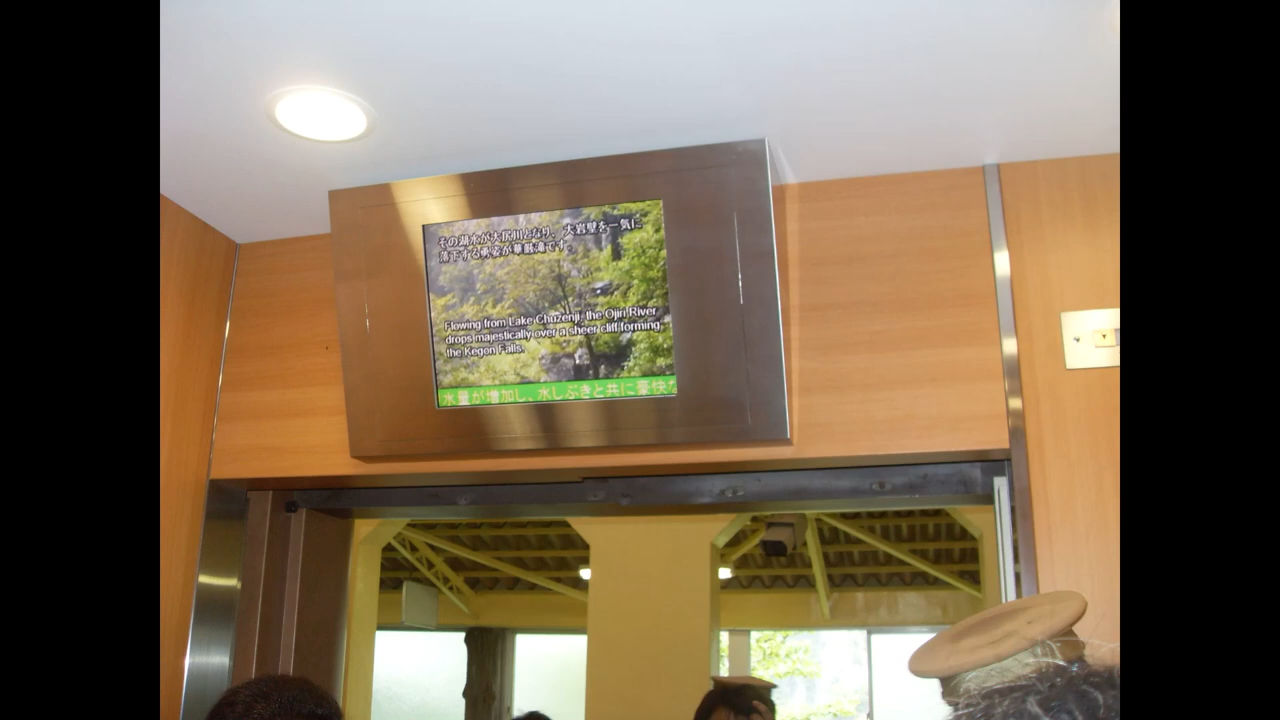 その湖水が大尻川となり、大岩壁を一気に
落下する勇姿が華厳滝です。
Flowing from Lake Chuzenji, the Ojiri River
drops majestically over a sheer cliff forming
the Kegon Falls.
水量が増加し、水しぶきと共に豪快な